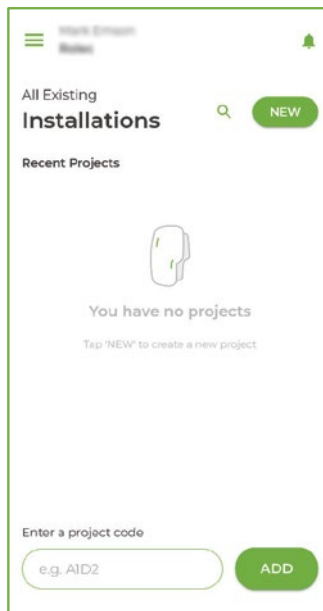 All Existing
Installations
NEW
Recent Projects
You have no projects
Tap 'NEW' to create a new project
Enter a project code
e.g. A1D2
ADD